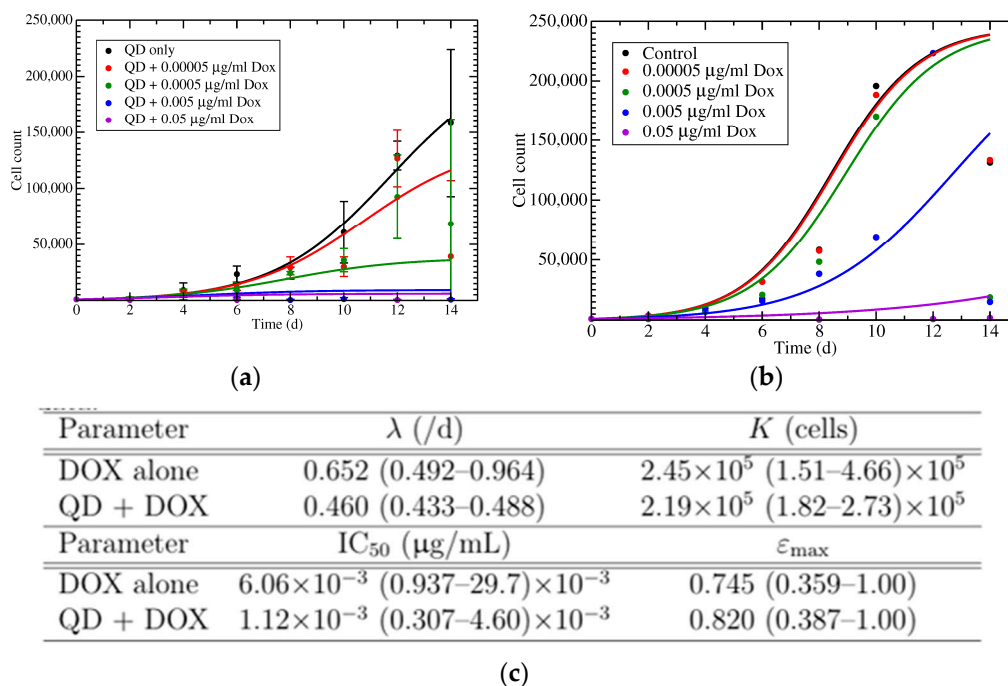 250,000
200,000
150,000
100,000
50,000
0
0 2 4 6 8 10 12 14
Cell count
Time (d)
QD only
QD + 0.00005 µg/ml Dox
QD + 0.0005 µg/ml Dox
QD + 0.005 µg/ml Dox
QD + 0.05 µg/ml Dox
(a)
250,000
200,000
150,000
100,000
50,000
0
0 2 4 6 8 10 12 14
Cell count
Time (d)
Control
0.00005 µg/ml Dox
0.0005 µg/ml Dox
0.005 µg/ml Dox
0.05 µg/ml Dox
(b)
Parameter λ (/d) K (cells)
DOX alone 0.652 (0.492–0.964) 2.45×10⁵ (1.51–4.66)×10⁵
QD + DOX 0.460 (0.433–0.488) 2.19×10⁵ (1.82–2.73)×10⁵
Parameter IC₅₀ (µg/mL) εmax
DOX alone 6.06×10⁻³ (0.937–29.7)×10⁻³ 0.745 (0.359–1.00)
QD + DOX 1.12×10⁻³ (0.307–4.60)×10⁻³ 0.820 (0.387–1.00)
(c)